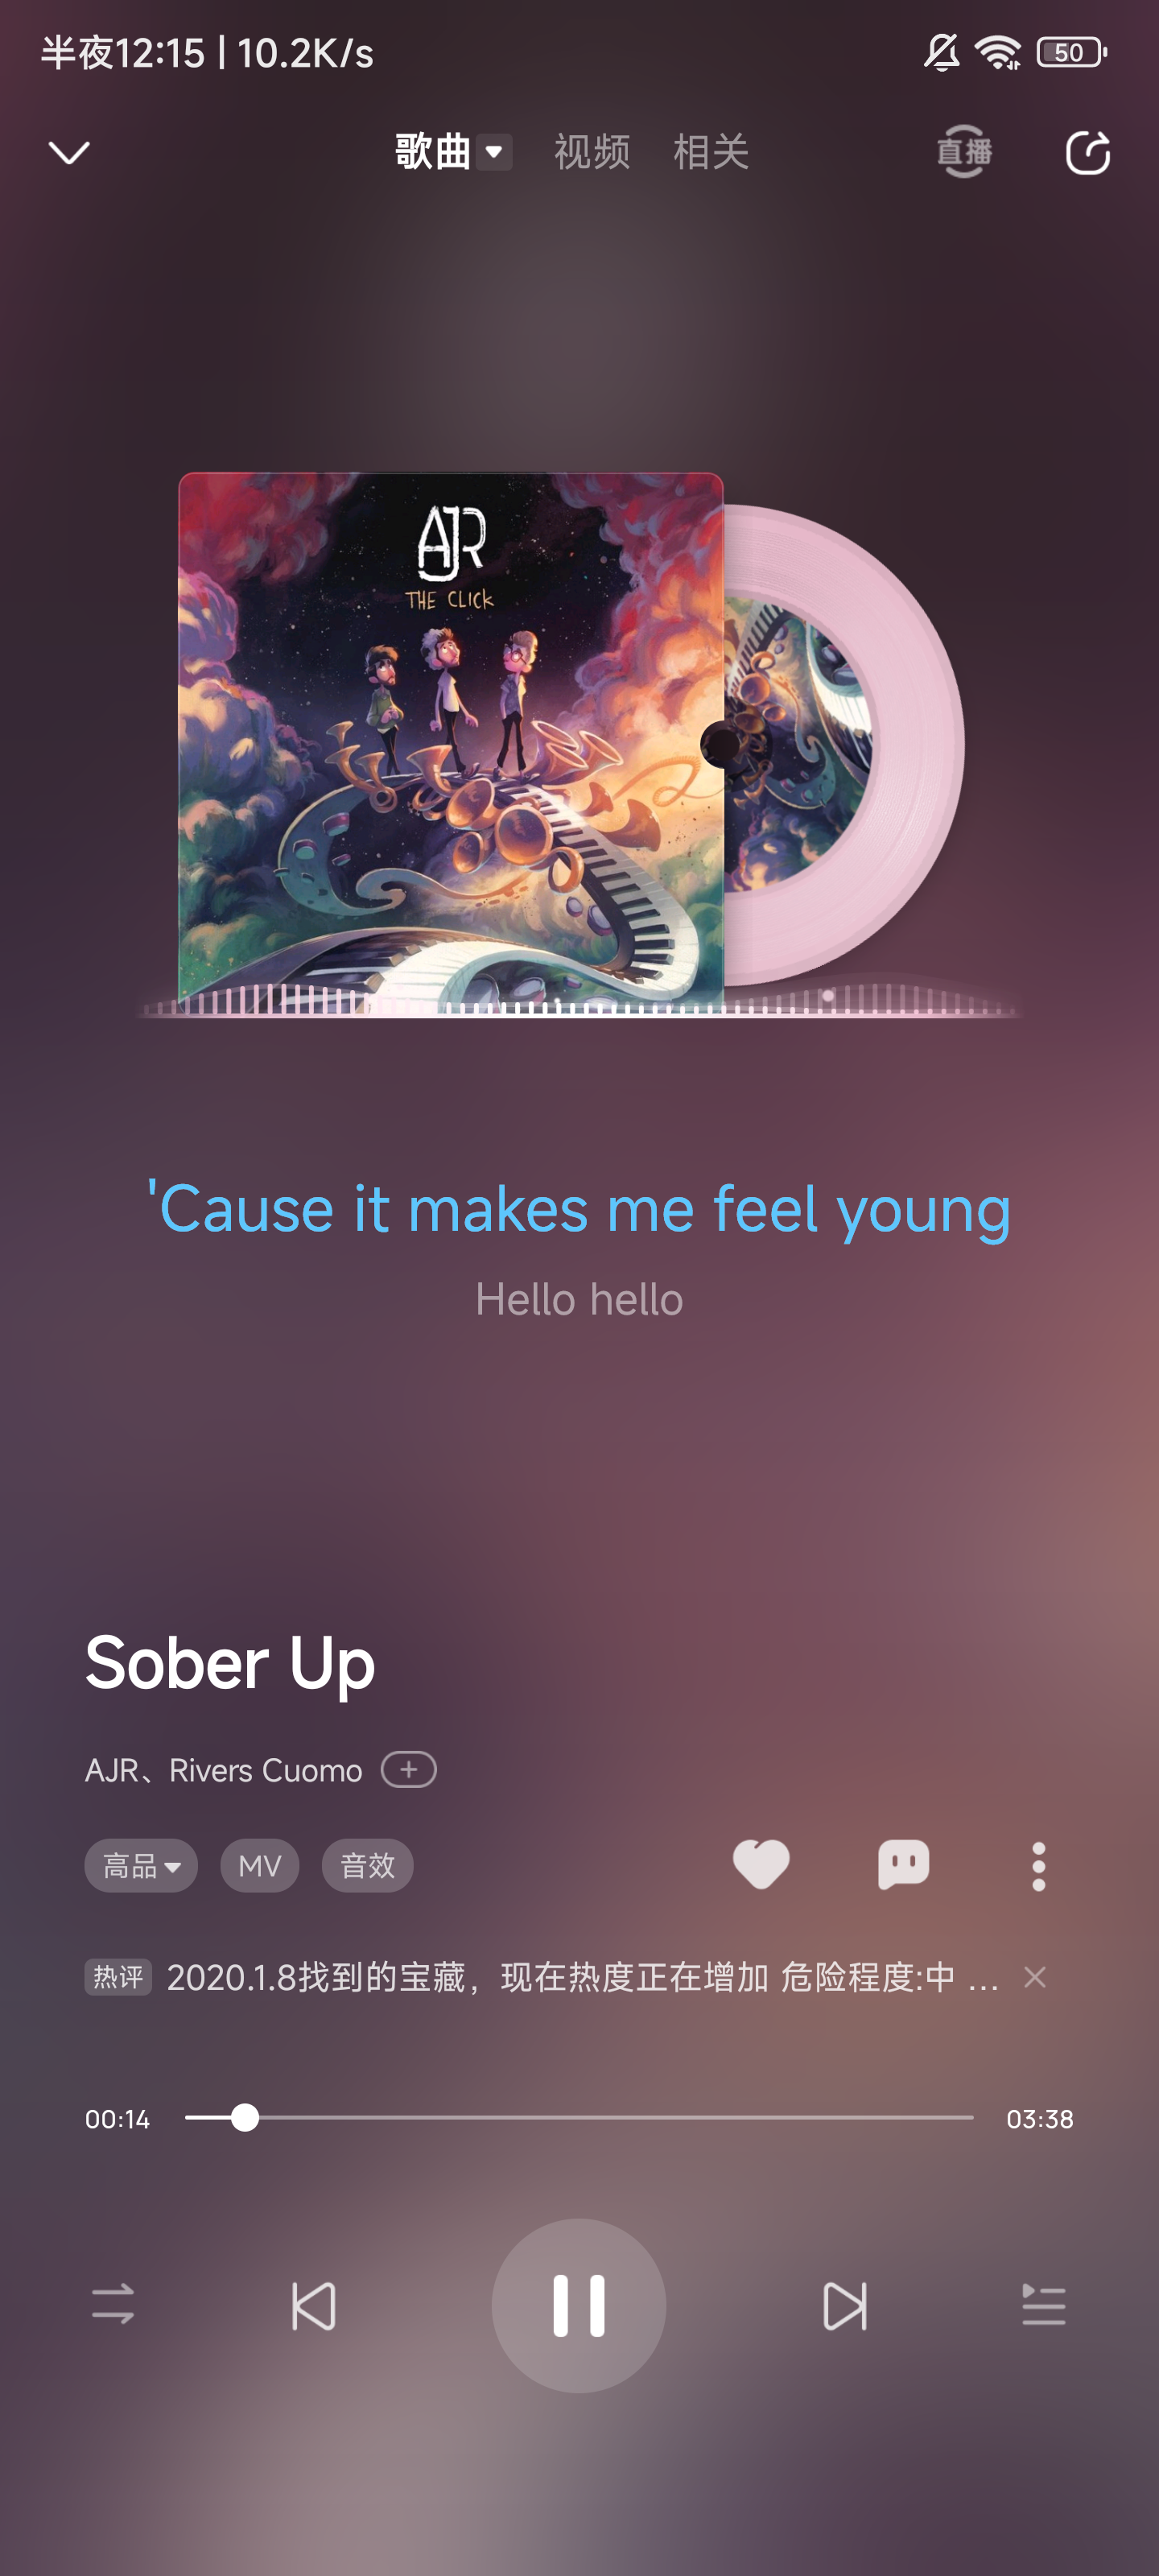 半夜12:15 | 10.2K/s
50
歌曲 视频 相关 直播
AJR
THE CLICK
'Cause it makes me feel young
Hello hello
Sober Up
AJR、Rivers Cuomo
高品 MV 音效
热评 2020.1.8找到的宝藏，现在热度正在增加 危险程度:中 ...
00:14 03:38